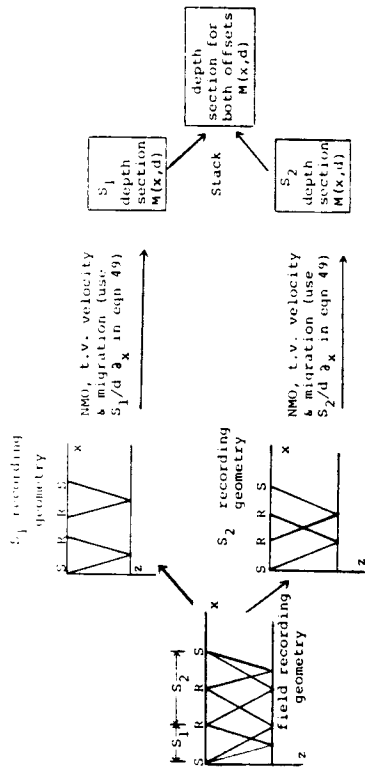 S₁ recording
geometry
S R R S x
z
NMO, t.v. velocity
& migration (use
S₁/d ∂ₓ in eqn 49)
S₁
depth
section
M(x,d)
S₁ S₂
S R R S x
z
field recording
geometry
Stack
depth
section for
both offsets
M(x,d)
S₂ recording
geometry
S R R S x
z
NMO, t.v. velocity
& migration (use
S₂/d ∂ₓ in eqn 49)
S₂
depth
section
M(x,d)